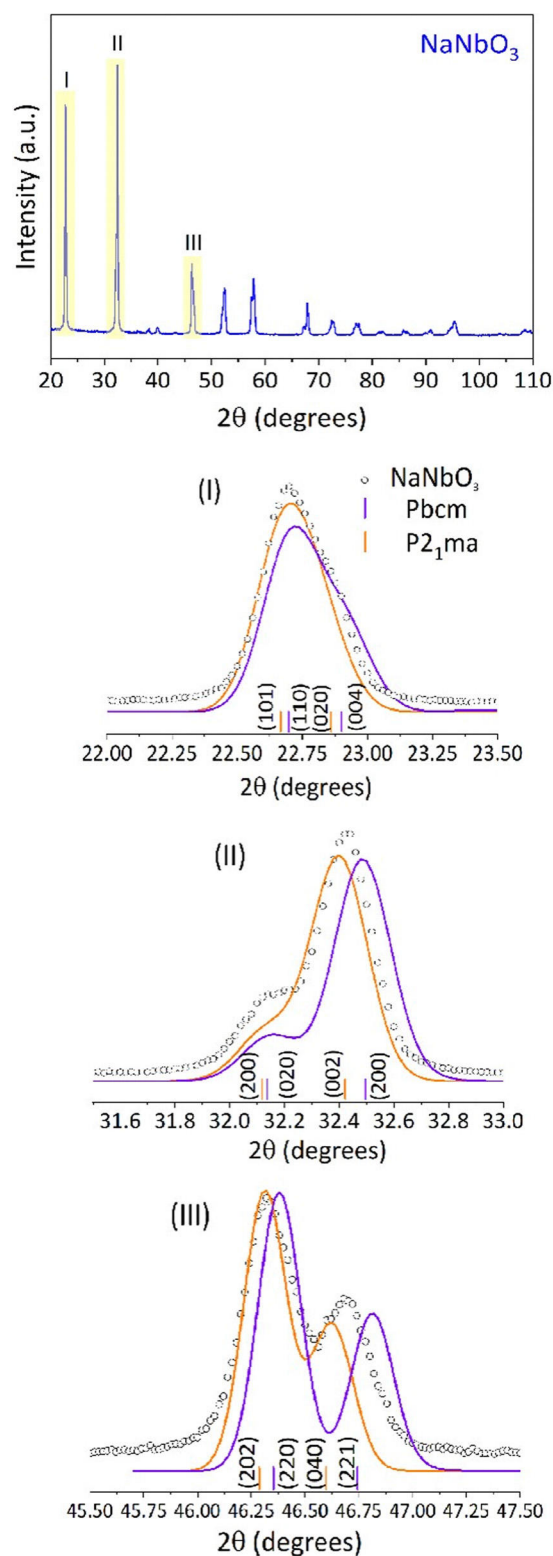 NaNbO₃
I
II
III
Intensity (a.u.)
20 30 40 50 60 70 80 90 100 110
2θ (degrees)
(I)
NaNbO₃
Pbcm
P2₁ma
(101) (110) (020) (004)
22.00 22.25 22.50 22.75 23.00 23.25 23.50
2θ (degrees)
(II)
(200) (020) (002) (200)
31.6 31.8 32.0 32.2 32.4 32.6 32.8 33.0
2θ (degrees)
(III)
(202) (220) (040) (221)
45.50 45.75 46.00 46.25 46.50 46.75 47.00 47.25 47.50
2θ (degrees)